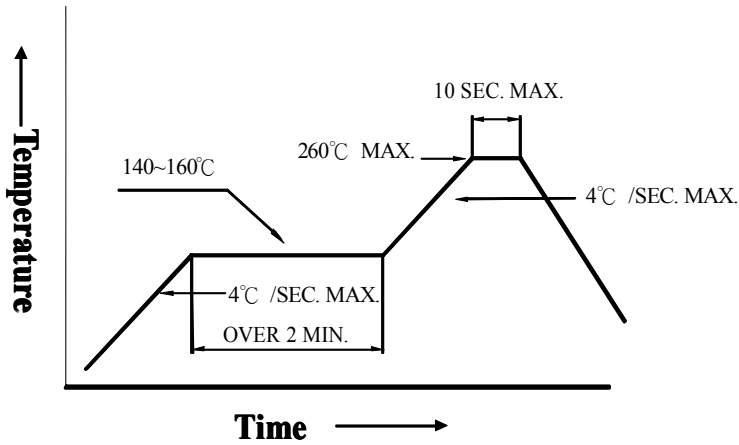 10 SEC. MAX.
260℃ MAX.
140~160℃
4℃ /SEC. MAX.
4℃ /SEC. MAX.
OVER 2 MIN.
Temperature
Time